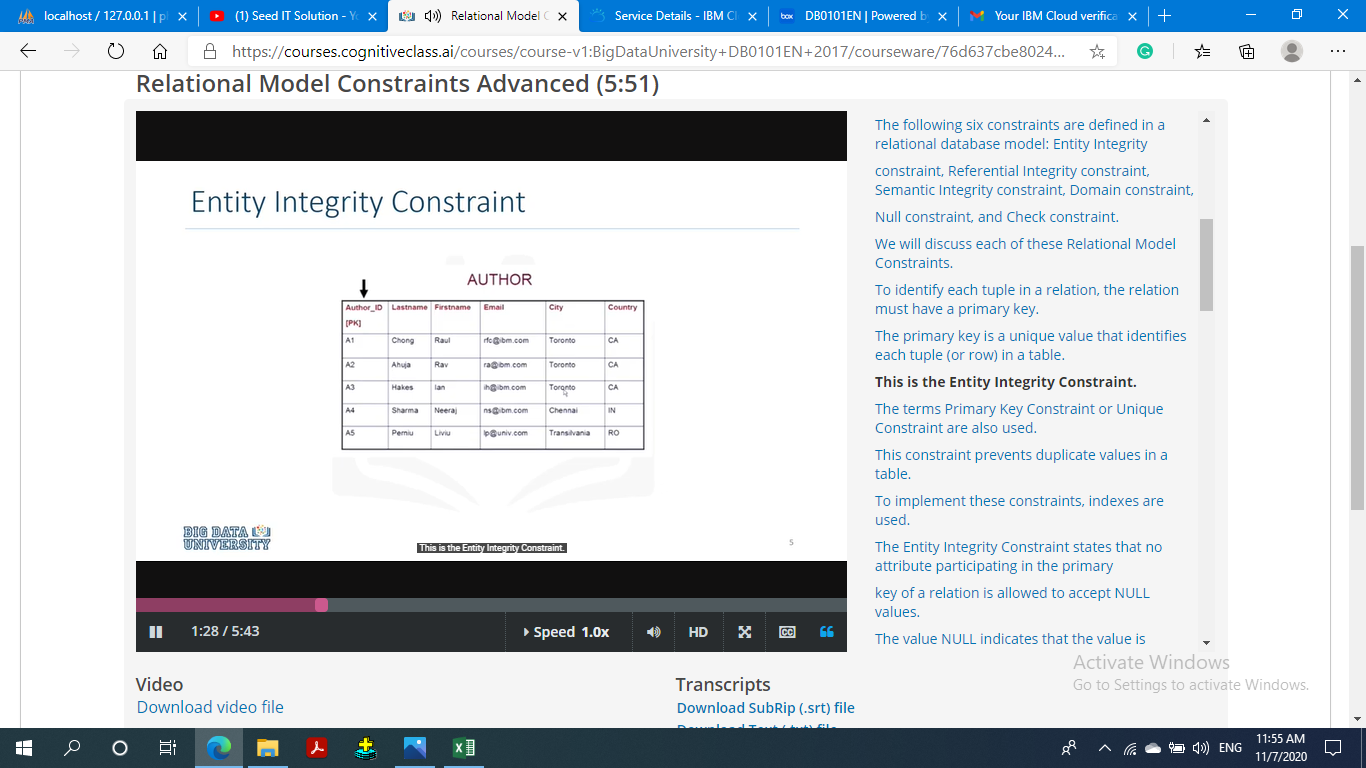 localhost / 127.0.0.1 | p
(1) Seed IT Solution - Yo
Relational Model C
Service Details - IBM Cl
box
DB0101EN | Powered b
Your IBM Cloud verifica
https://courses.cognitiveclass.ai/courses/course-v1:BigDataUniversity+DB0101EN+2017/courseware/76d637cbe8024...
Relational Model Constraints Advanced (5:51)
Entity Integrity Constraint
AUTHOR
Author_ID [PK] Lastname Firstname Email City Country
A1 Chong Raul rfc@ibm.com Toronto CA
A2 Ahuja Rav ra@ibm.com Toronto CA
A3 Hakes Ian ih@ibm.com Toronto CA
A4 Sharma Neeraj ns@ibm.com Chennai IN
A5 Perniu Liviu lp@univ.com Transilvania RO
BIG DATA
UNIVERSITY
This is the Entity Integrity Constraint.
5
1:28 / 5:43
Speed 1.0x
HD
CC
The following six constraints are defined in a
relational database model: Entity Integrity
constraint, Referential Integrity constraint,
Semantic Integrity constraint, Domain constraint,
Null constraint, and Check constraint.
We will discuss each of these Relational Model
Constraints.
To identify each tuple in a relation, the relation
must have a primary key.
The primary key is a unique value that identifies
each tuple (or row) in a table.
This is the Entity Integrity Constraint.
The terms Primary Key Constraint or Unique
Constraint are also used.
This constraint prevents duplicate values in a
table.
To implement these constraints, indexes are
used.
The Entity Integrity Constraint states that no
attribute participating in the primary
key of a relation is allowed to accept NULL
values.
The value NULL indicates that the value is
Activate Windows
Go to Settings to activate Windows.
Video
Download video file
Transcripts
Download SubRip (.srt) file
Download Text (.txt) file
ENG
11:55 AM
11/7/2020